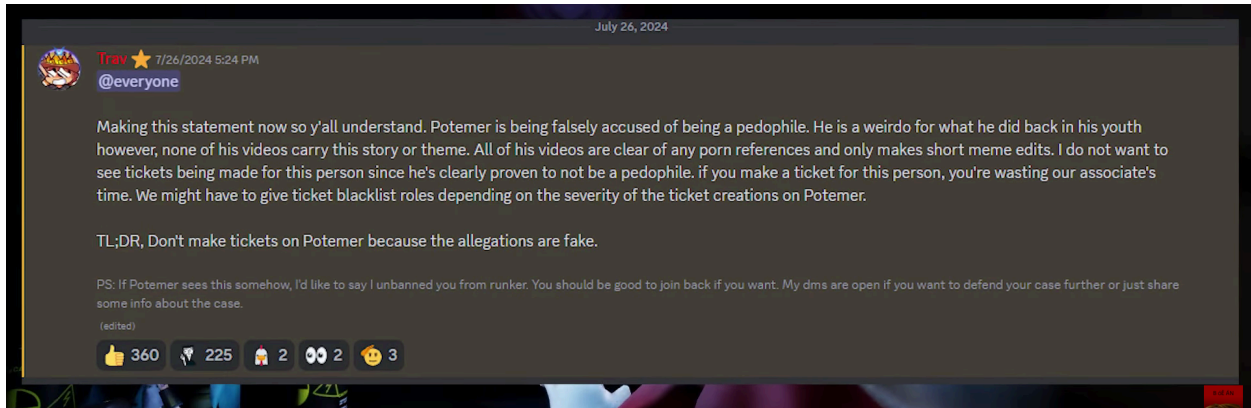 July 26, 2024
Trav 7/26/2024 5:24 PM
@everyone
Making this statement now so y'all understand. Potemer is being falsely accused of being a pedophile. He is a weirdo for what he did back in his youth
however, none of his videos carry this story or theme. All of his videos are clear of any porn references and only makes short meme edits. I do not want to
see tickets being made for this person since he's clearly proven to not be a pedophile. if you make a ticket for this person, you're wasting our associate's
time. We might have to give ticket blacklist roles depending on the severity of the ticket creations on Potemer.
TL;DR, Don't make tickets on Potemer because the allegations are fake.
PS: If Potemer sees this somehow, I'd like to say I unbanned you from runker. You should be good to join back if you want. My dms are open if you want to defend your case further or just share
some info about the case.
(edited)
360 225 2 2 3